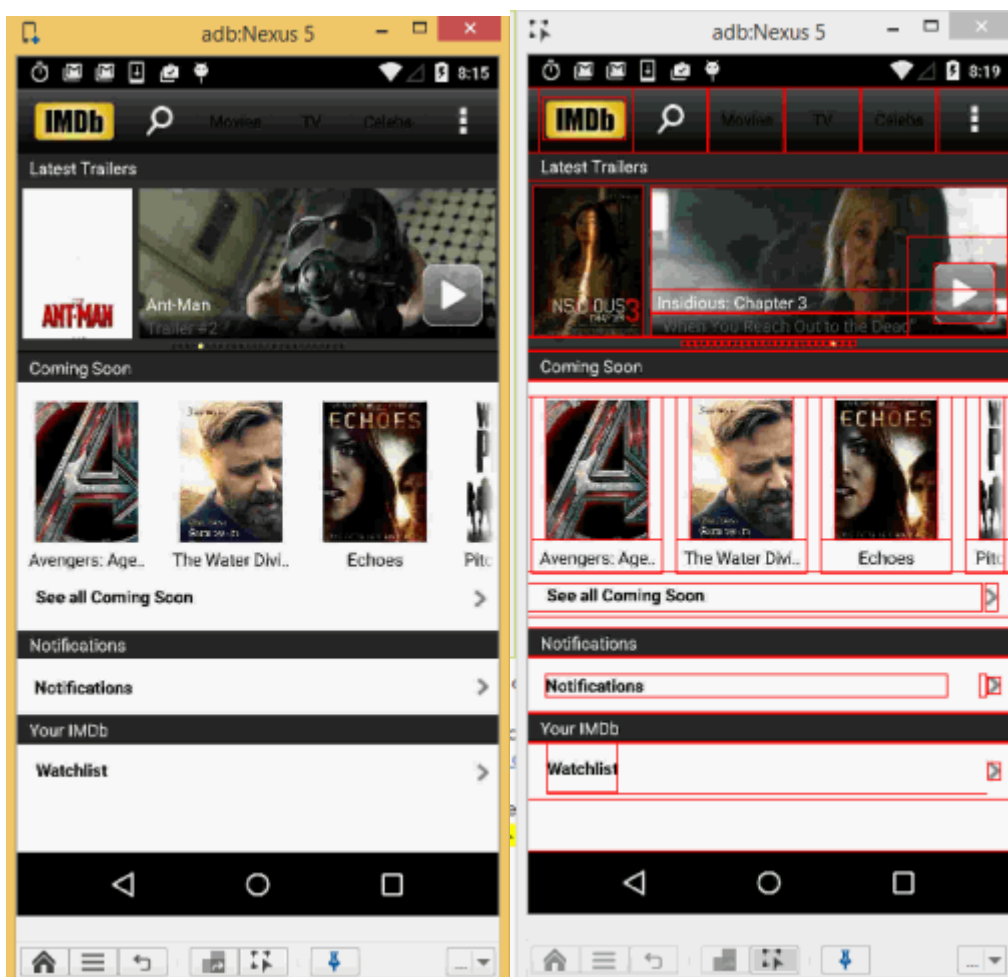 adb:Nexus 5
8:15
IMDb Movies TV Celebs
Latest Trailers
ANT-MAN
Ant-Man
Trailer #2
Coming Soon
ECHOES
Avengers: Age.. The Water Divi.. Echoes Pitc
See all Coming Soon
Notifications
Notifications
Your IMDb
Watchlist
...
adb:Nexus 5
8:19
IMDb Movies TV Celebs
Latest Trailers
Insidious: Chapter 3
"When You Reach Out to the Dead"
Coming Soon
ECHOES
Avengers: Age.. The Water Divi.. Echoes Pitc
See all Coming Soon
Notifications
Notifications
Your IMDb
Watchlist
...